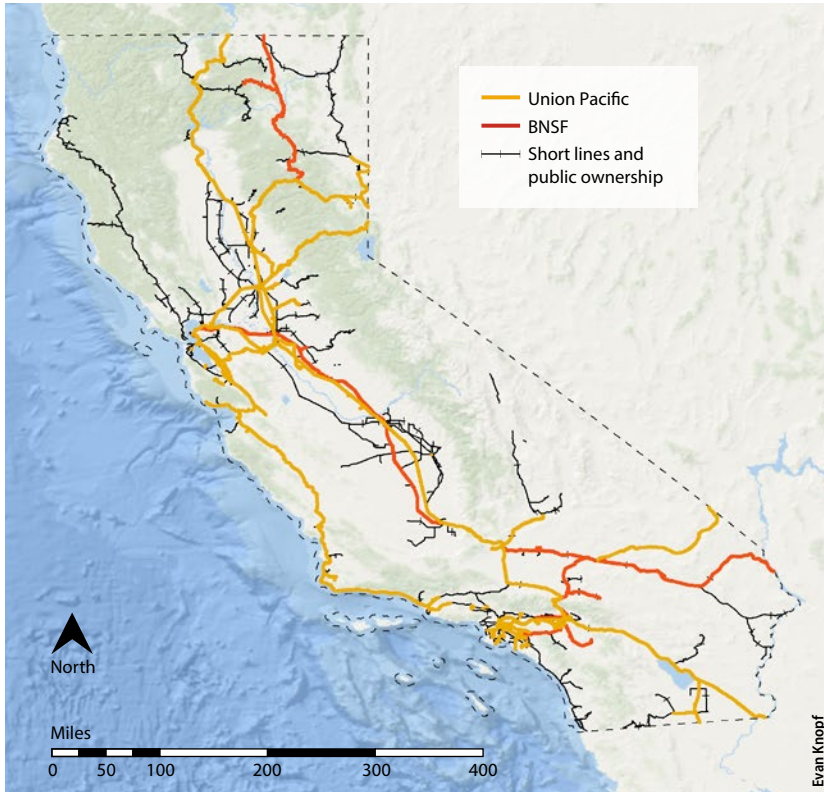 Union Pacific
BNSF
Short lines and
public ownership
North
Miles
0 50 100 200 300 400
Evan Knopf